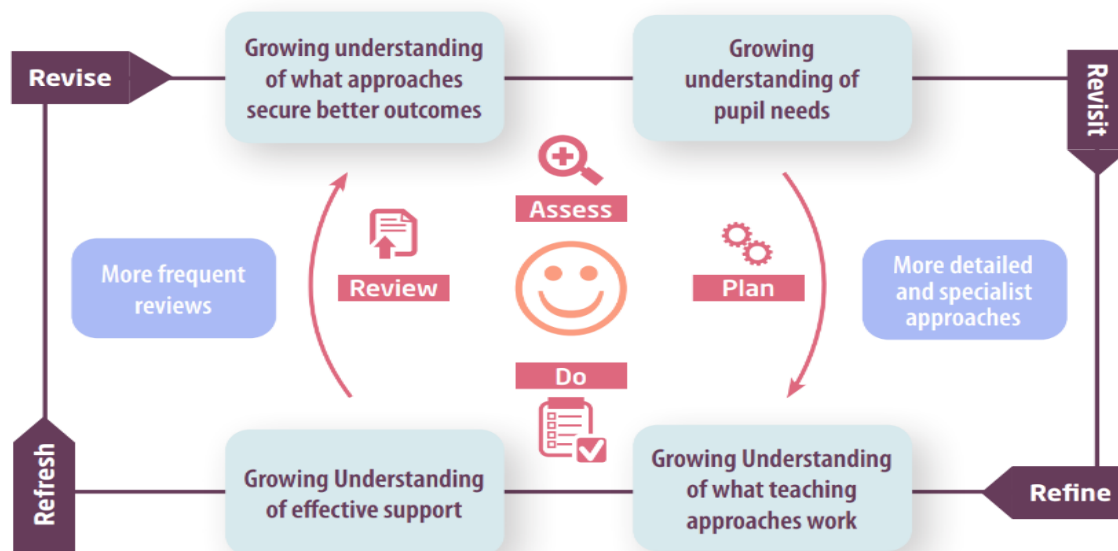 Revise
Growing understanding
of what approaches
secure better outcomes
Growing
understanding of
pupil needs
Revisit
Assess
More frequent
reviews
Review
Plan
More detailed
and specialist
approaches
Do
Refresh
Growing Understanding
of effective support
Growing Understanding
of what teaching
approaches work
Refine